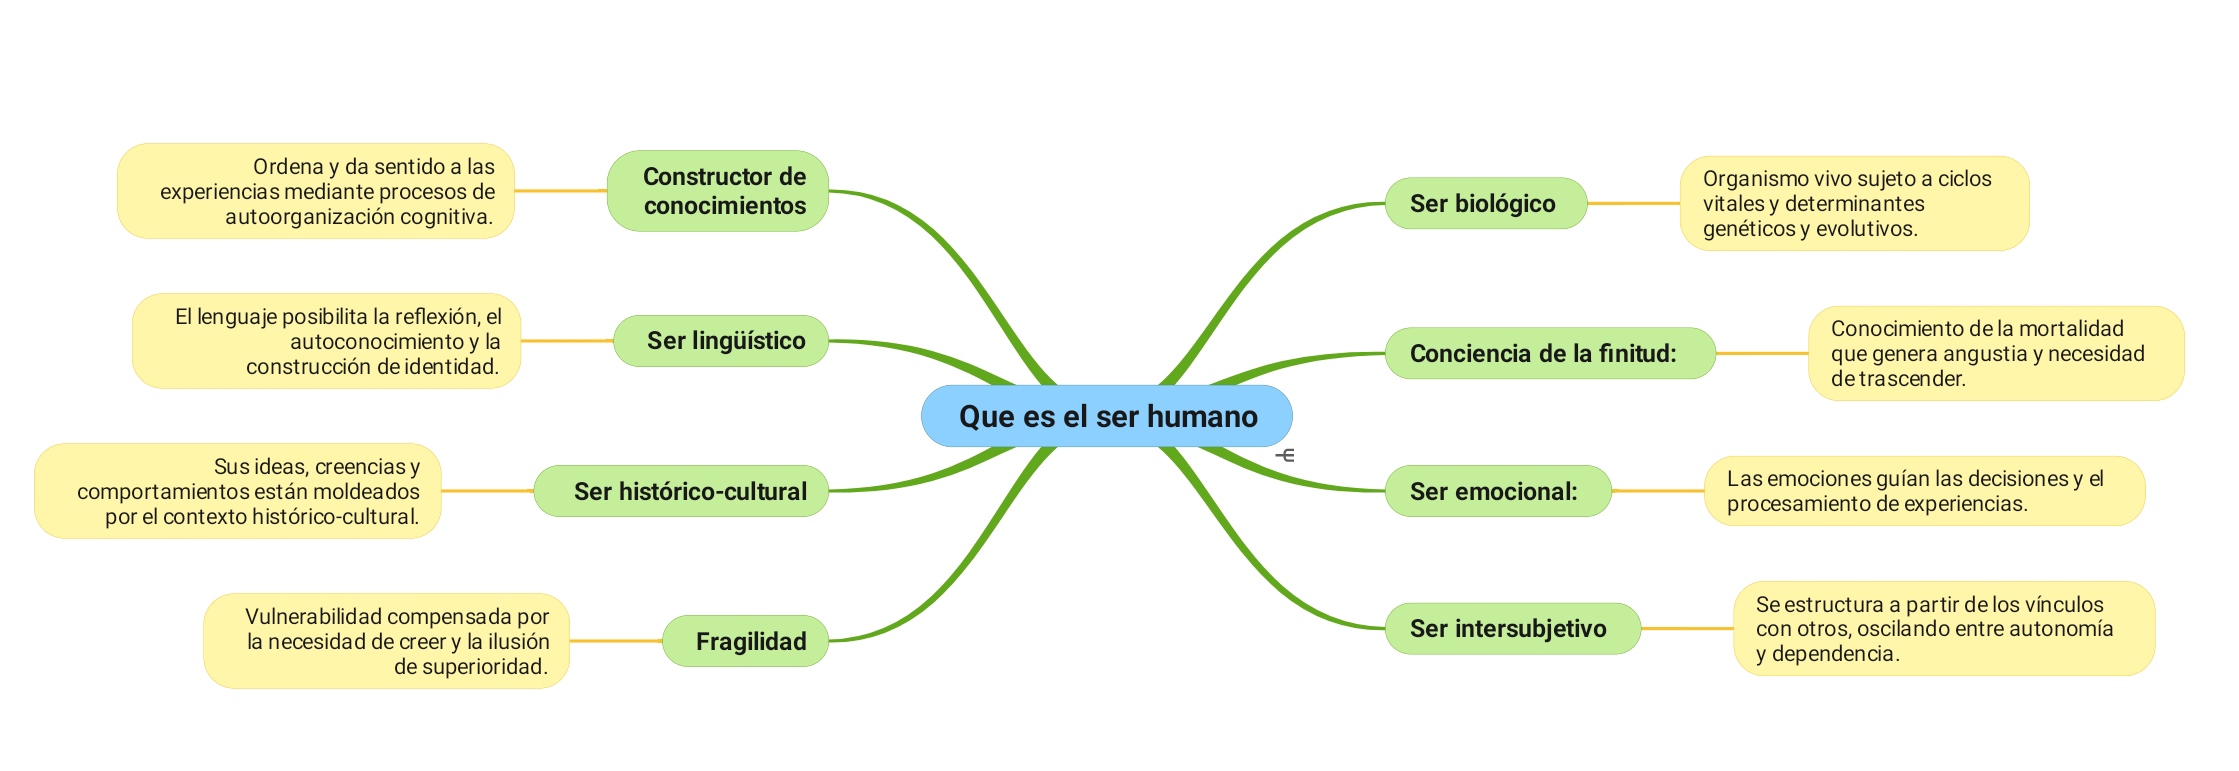 Que es el ser humano
Constructor de
conocimientos
Ordena y da sentido a las
experiencias mediante procesos de
autoorganización cognitiva.
Ser lingüístico
El lenguaje posibilita la reflexión, el
autoconocimiento y la
construcción de identidad.
Ser histórico-cultural
Sus ideas, creencias y
comportamientos están moldeados
por el contexto histórico-cultural.
Fragilidad
Vulnerabilidad compensada por
la necesidad de creer y la ilusión
de superioridad.
Ser biológico
Organismo vivo sujeto a ciclos
vitales y determinantes
genéticos y evolutivos.
Conciencia de la finitud:
Conocimiento de la mortalidad
que genera angustia y necesidad
de trascender.
Ser emocional:
Las emociones guían las decisiones y el
procesamiento de experiencias.
Ser intersubjetivo
Se estructura a partir de los vínculos
con otros, oscilando entre autonomía
y dependencia.